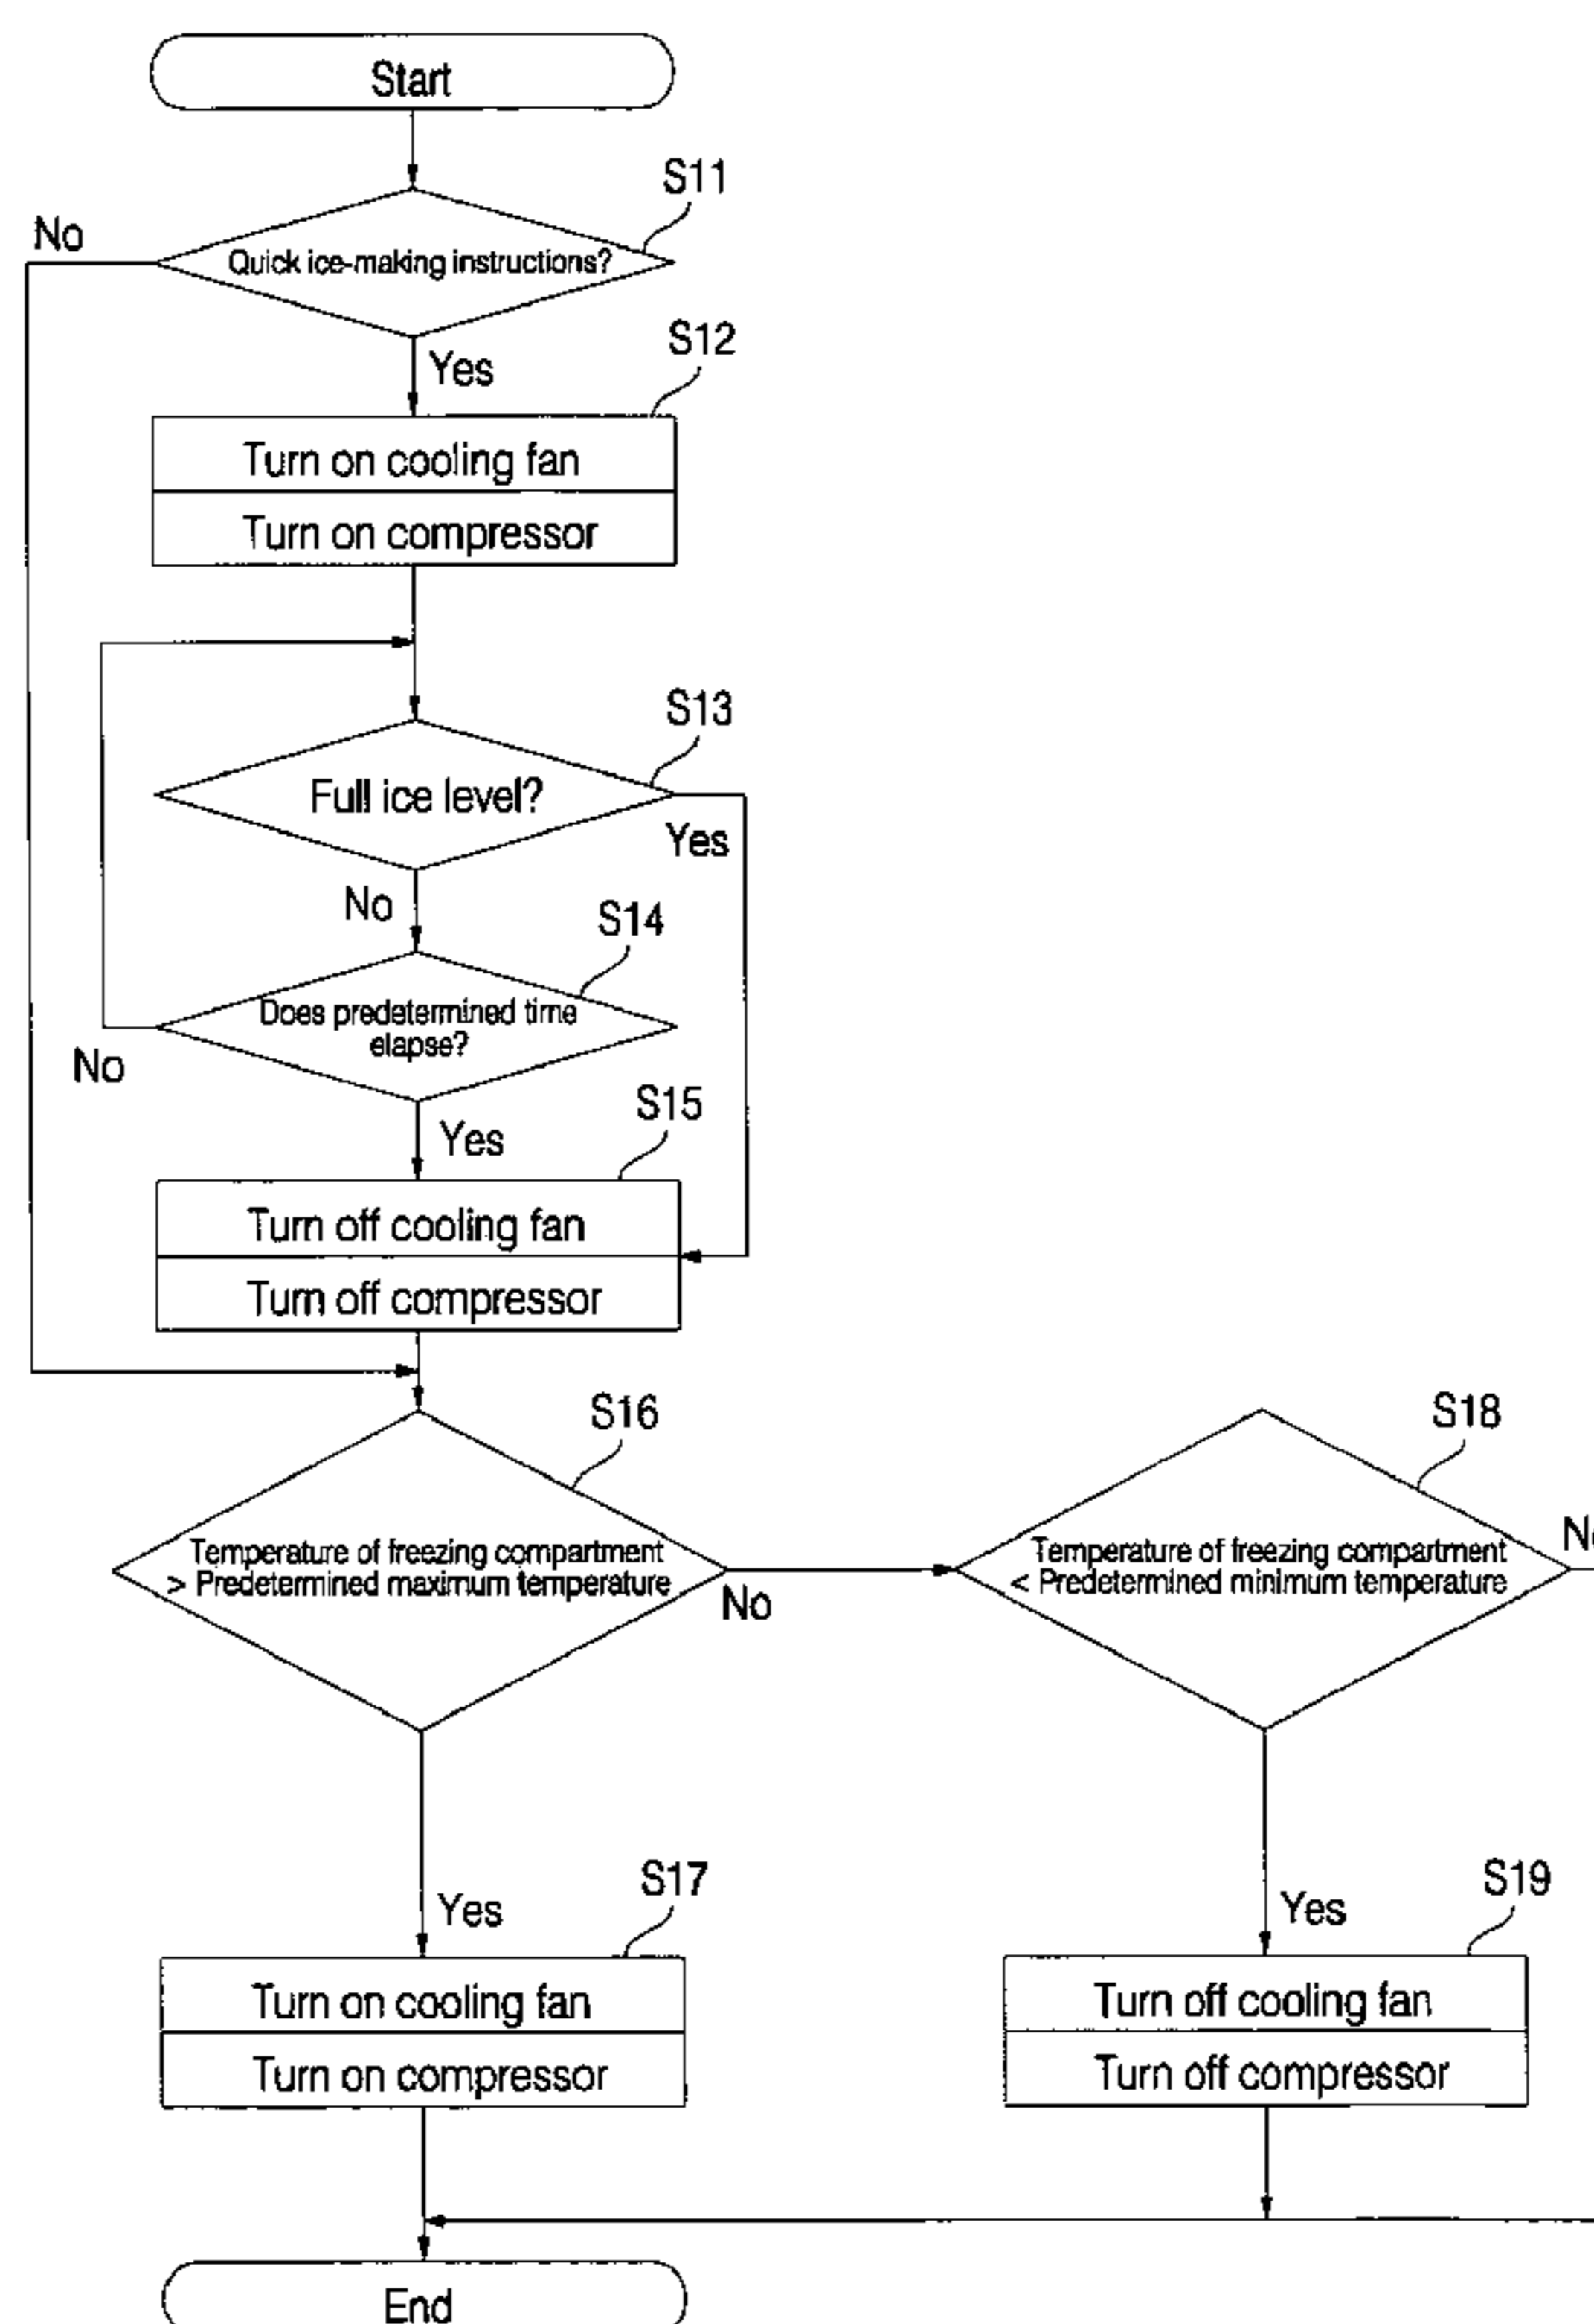 Start
S11
No
Quick ice-making instructions?
S12
Yes
Turn on cooling fan
Turn on compressor
S13
Full ice level?
Yes
No
S14
Does predetermined time
elapse?
No
S15
Yes
Turn off cooling fan
Turn off compressor
S16
Temperature of freezing compartment
> Predetermined maximum temperature
No
S18
Temperature of freezing compartment
< Predetermined minimum temperature
S17
Yes
Turn on cooling fan
Turn on compressor
S19
Yes
Turn off cooling fan
Turn off compressor
End